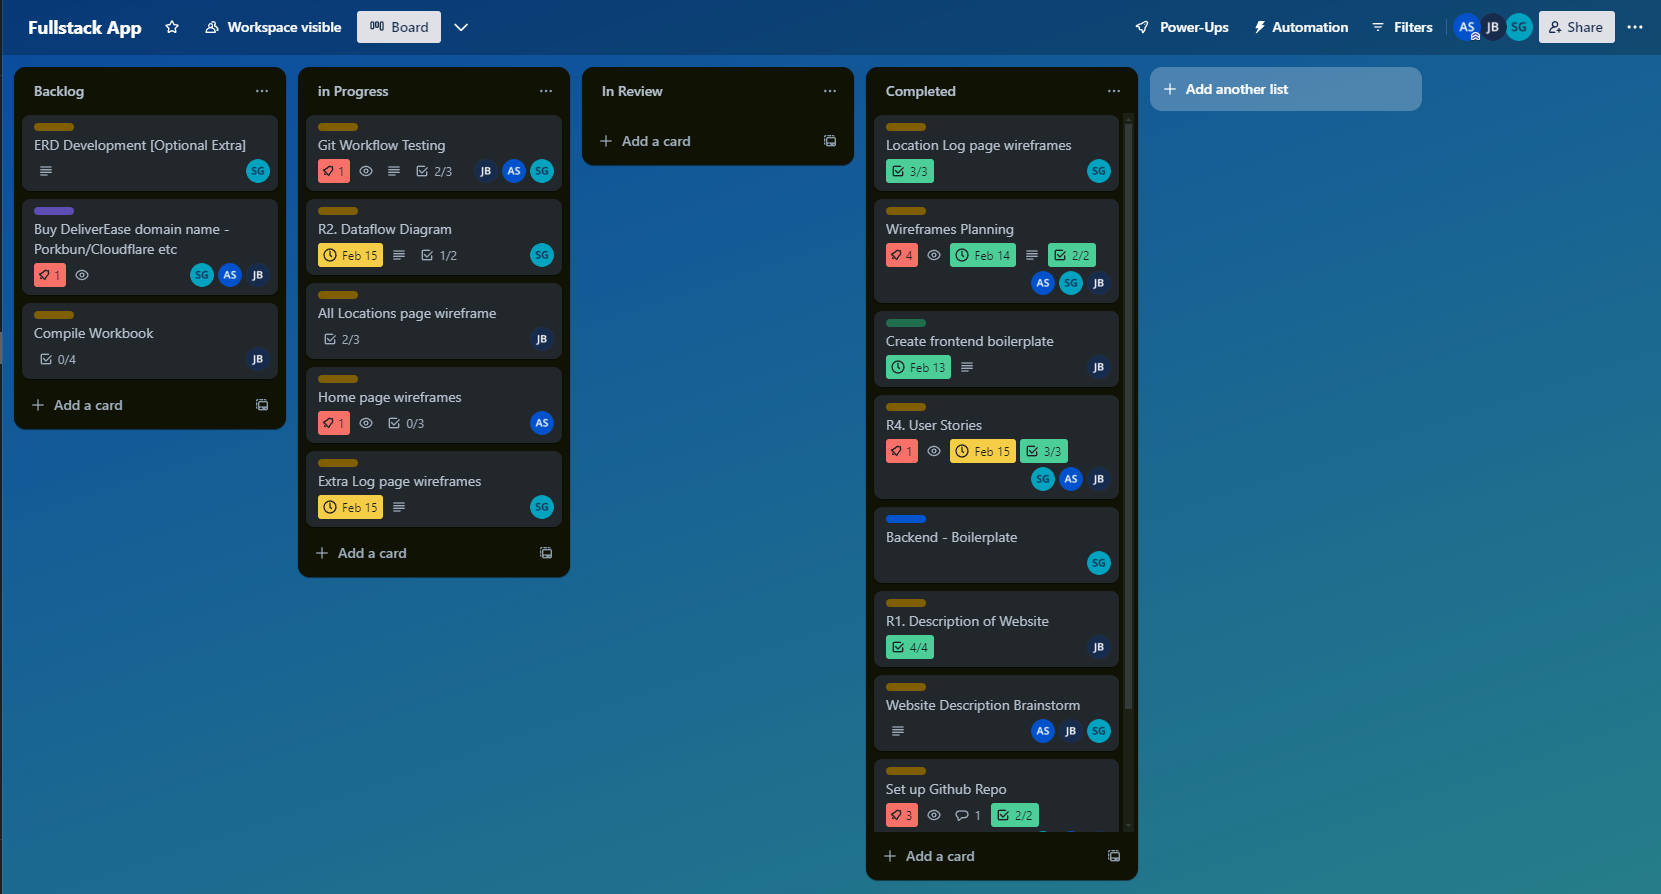 Fullstack App
Workspace visible
Board
Power-Ups
Automation
Filters
AS
JB
SG
Share
Backlog
ERD Development [Optional Extra]
SG
Buy DeliverEase domain name -
Porkbun/Cloudflare etc
1
SG AS JB
Compile Workbook
0/4
JB
Add a card
in Progress
Git Workflow Testing
1 2/3 JB AS SG
R2. Dataflow Diagram
Feb 15 1/2 SG
All Locations page wireframe
2/3 JB
Home page wireframes
1 0/3 AS
Extra Log page wireframes
Feb 15 SG
Add a card
In Review
Add a card
Completed
Location Log page wireframes
3/3 SG
Wireframes Planning
4 Feb 14 2/2
AS SG JB
Create frontend boilerplate
Feb 13 JB
R4. User Stories
1 Feb 15 3/3
SG AS JB
Backend - Boilerplate
SG
R1. Description of Website
4/4 JB
Website Description Brainstorm
AS JB SG
Set up Github Repo
3 1 2/2
Add a card
Add another list